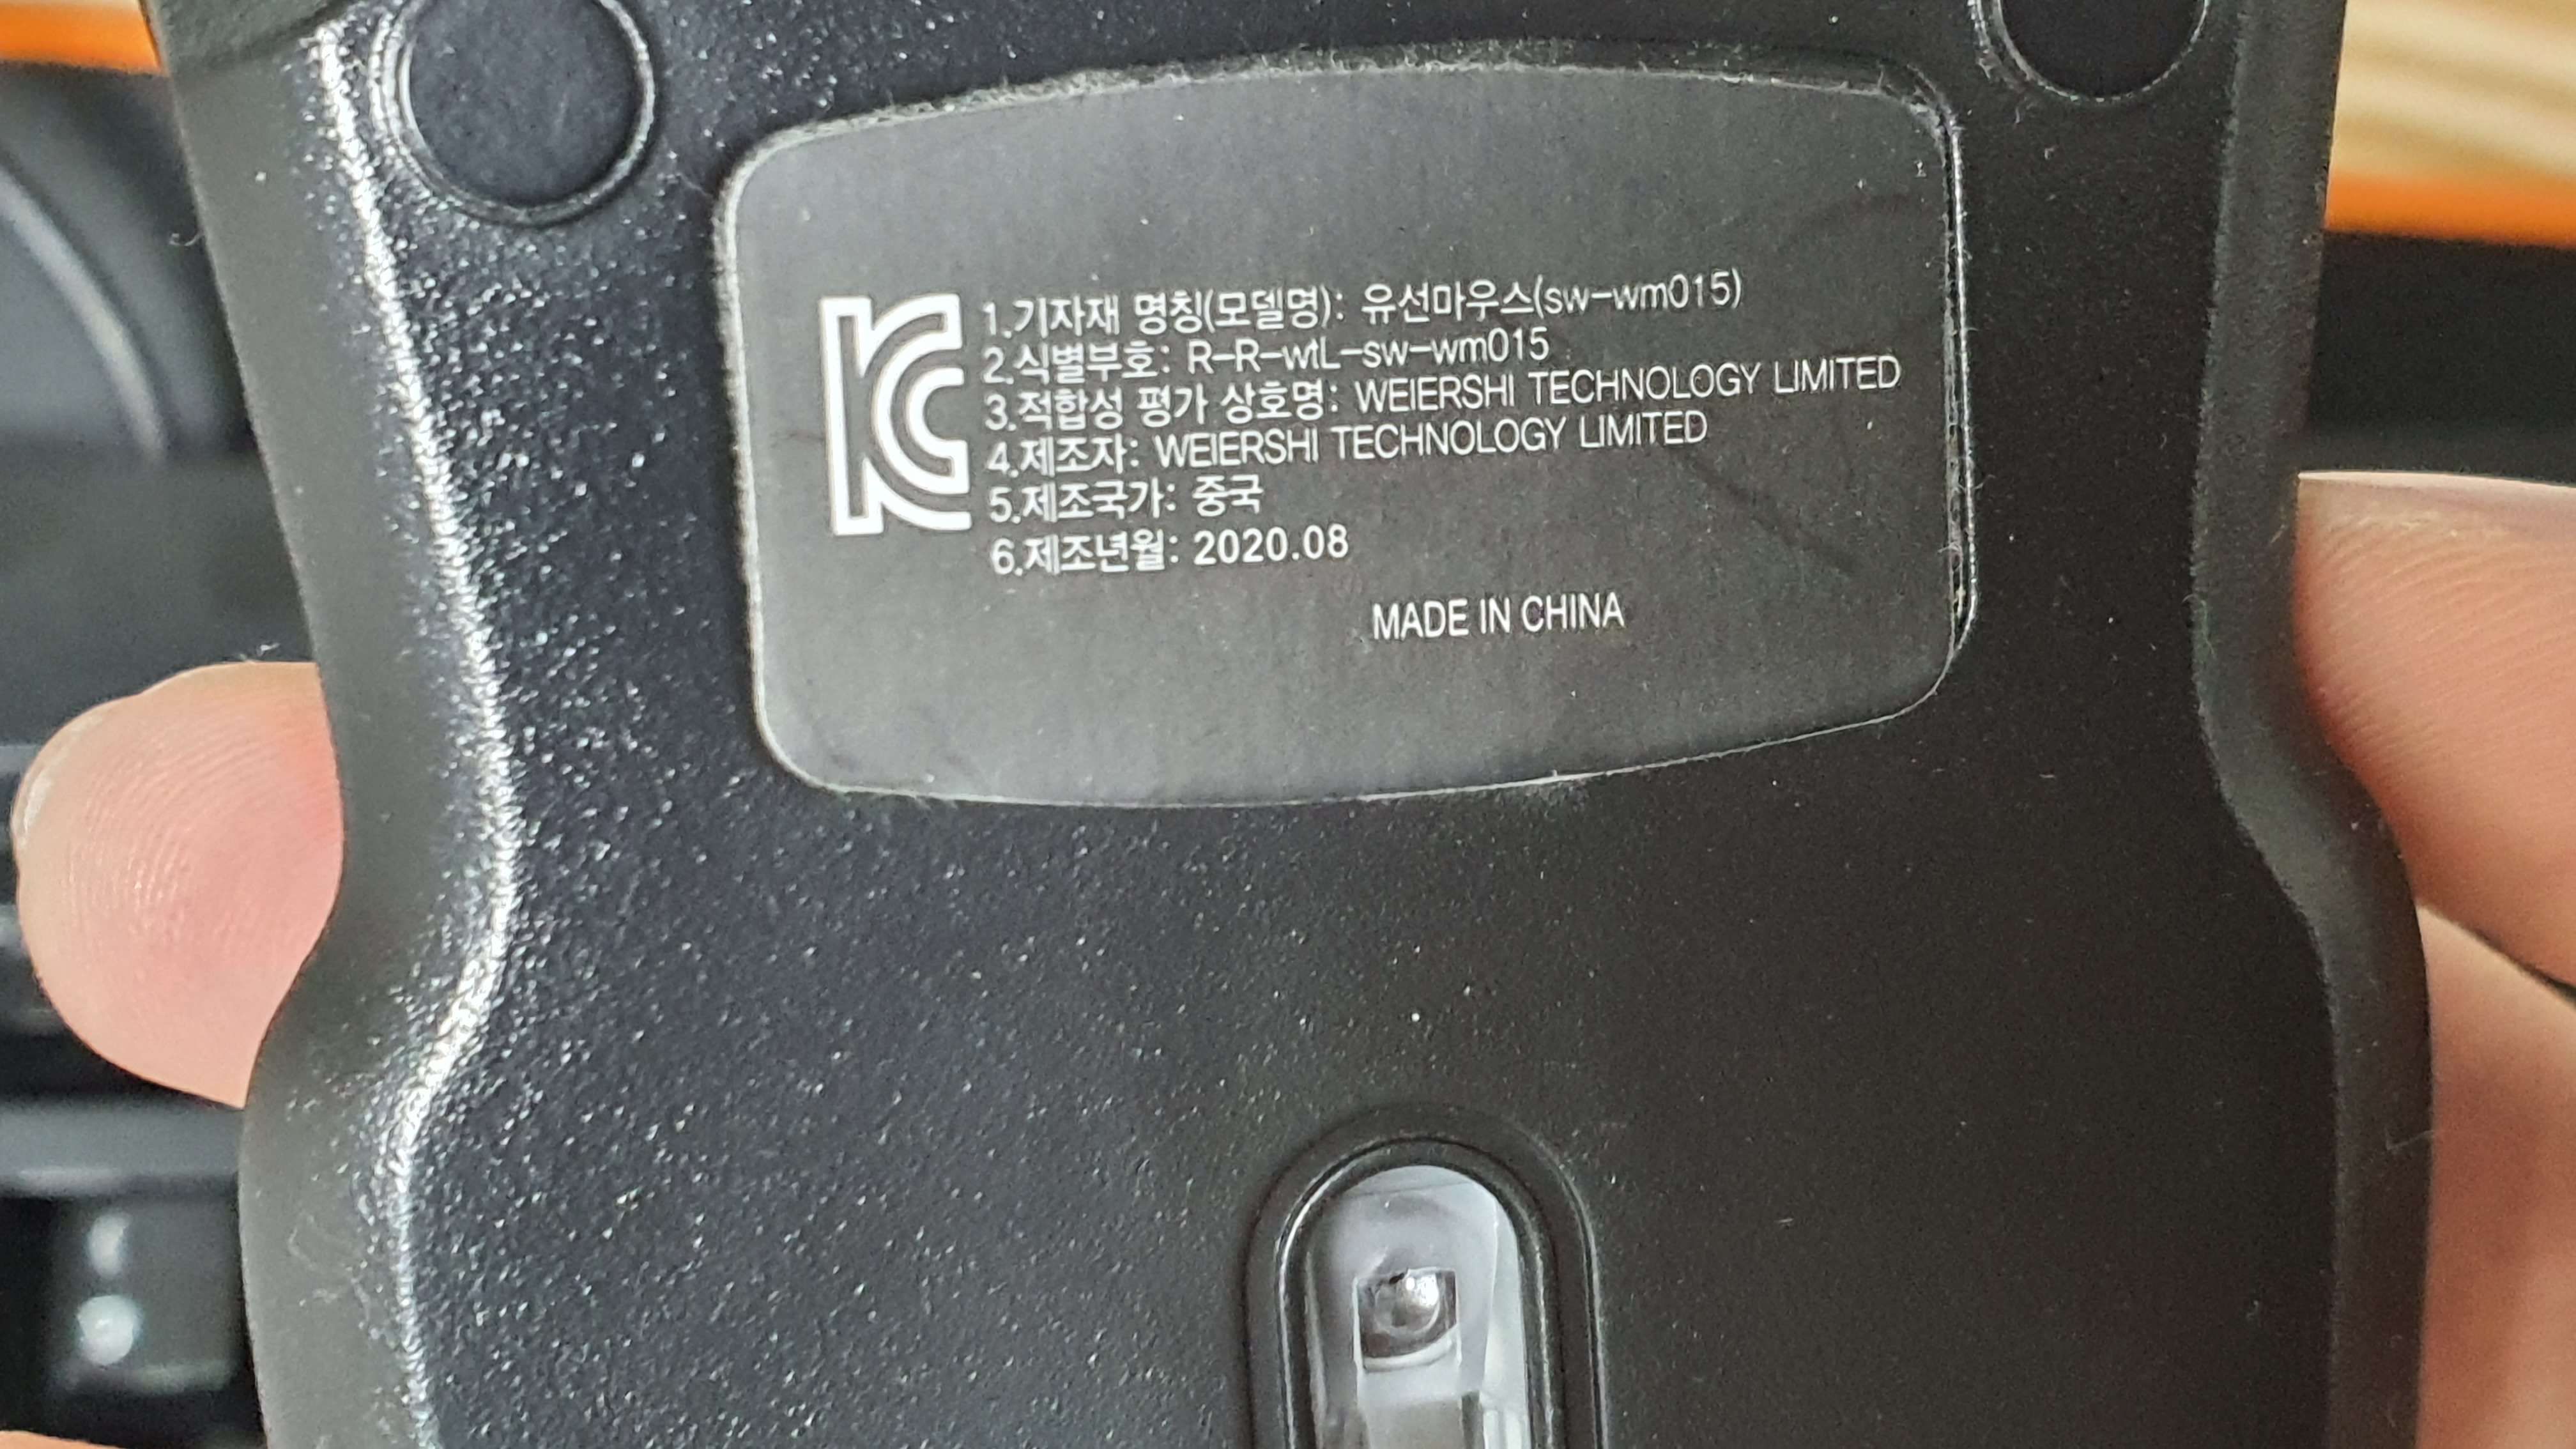 KC
1.기자재 명칭(모델명): 유선마우스(sw-wm015)
2.식별부호: R-R-wtL-sw-wm015
3.적합성 평가 상호명: WEIERSHI TECHNOLOGY LIMITED
4.제조자: WEIERSHI TECHNOLOGY LIMITED
5.제조국가: 중국
6.제조년월: 2020.08
MADE IN CHINA